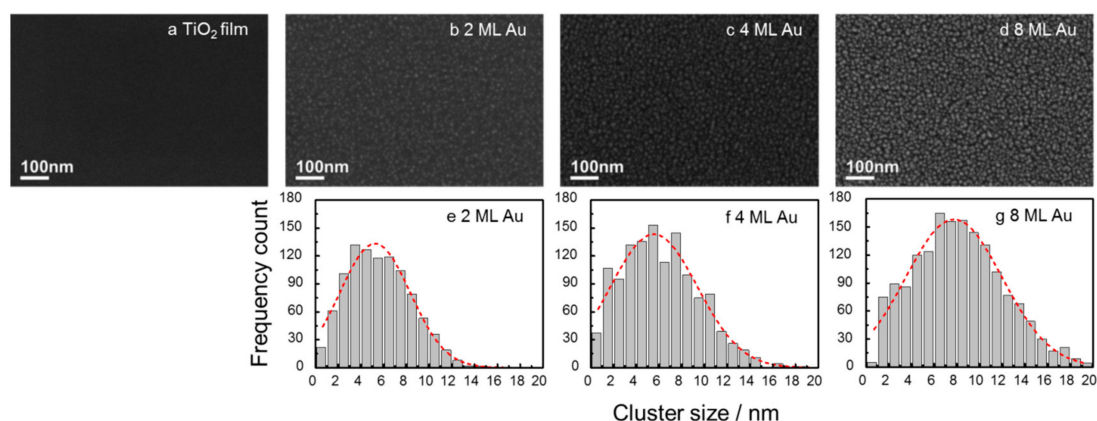 a TiO₂ film
b 2 ML Au
c 4 ML Au
d 8 ML Au
100nm
100nm
100nm
100nm
Frequency count
180
150
120
90
60
30
0
e 2 ML Au
0 2 4 6 8 10 12 14 16 18 20
180
150
120
90
60
30
0
f 4 ML Au
0 2 4 6 8 10 12 14 16 18 20
180
150
120
90
60
30
0
g 8 ML Au
0 2 4 6 8 10 12 14 16 18 20
Cluster size / nm